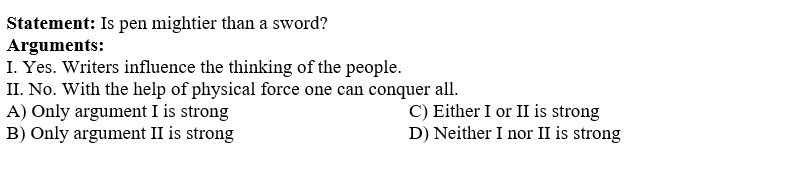 Statement: Is pen mightier than a sword?
Arguments:
I. Yes. Writers influence the thinking of the people.
II. No. With the help of physical force one can conquer all.
A) Only argument I is strong C) Either I or II is strong
B) Only argument II is strong D) Neither I nor II is strong